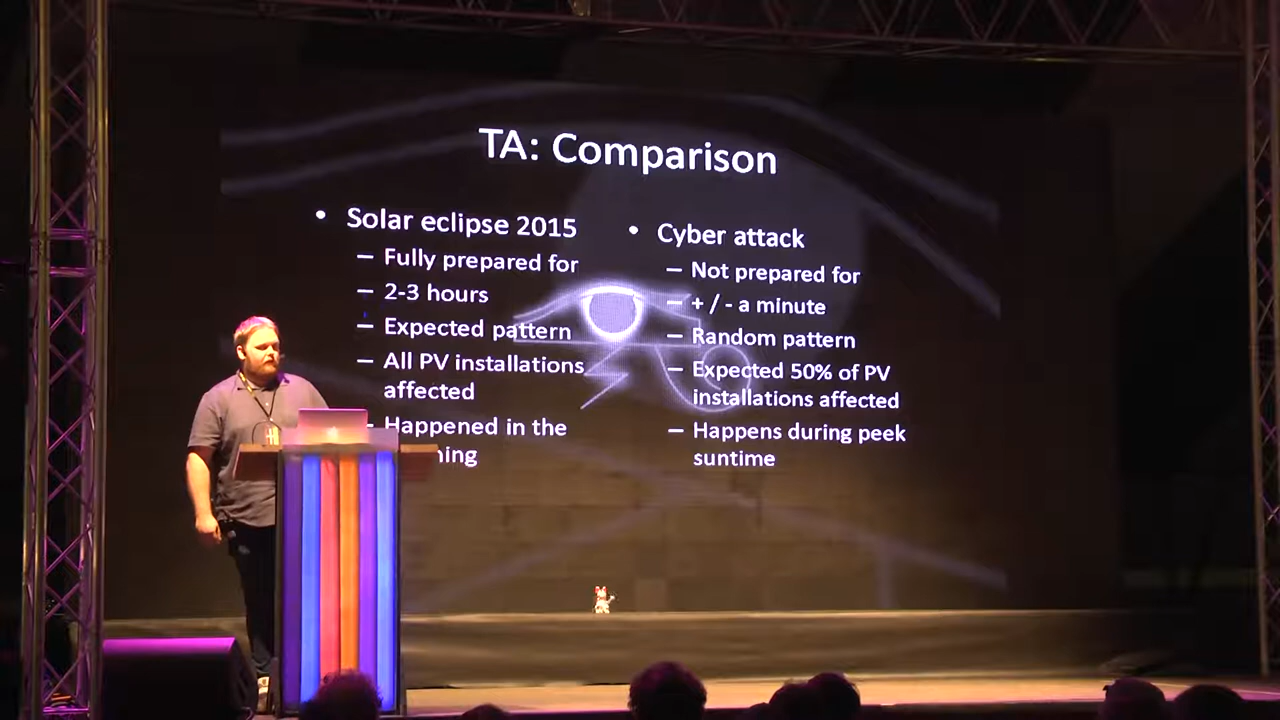 TA: Comparison
• Solar eclipse 2015
– Fully prepared for
– 2-3 hours
– Expected pattern
– All PV installations
affected
– Happened in the
• Cyber attack
– Not prepared for
– + / - a minute
– Random pattern
– Expected 50% of PV
installations affected
– Happens during peek
suntime